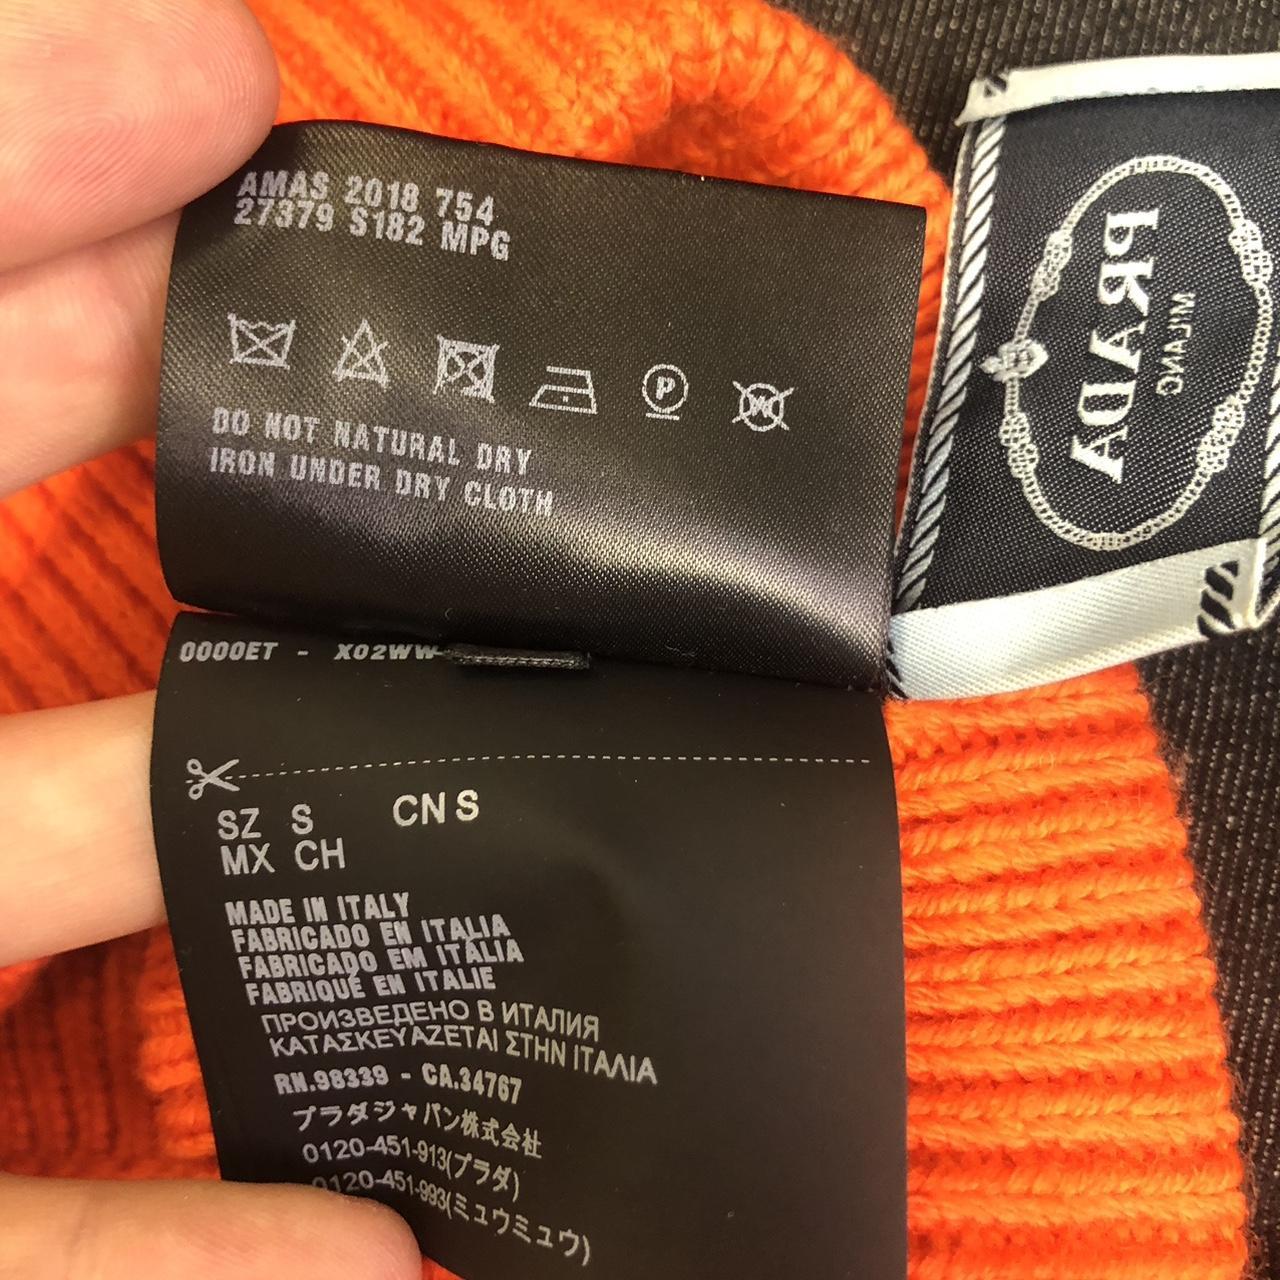 AMAS 2018 754
27379 S182 MPG
P
W
DO NOT NATURAL DRY
IRON UNDER DRY CLOTH
PRADA
MILANO
0000ET - X02WW
SZ S CN S
MX CH
MADE IN ITALY
FABRICADO EN ITALIA
FABRICADO EM ITÁLIA
FABRIQUÉ EN ITALIE
ПРОИЗВЕДЕНО В ИТАЛИЯ
ΚΑΤΑΣΚΕΥΑΖΕΤΑΙ ΣΤΗΝ ΙΤΑΛΙΑ
RN.98339 - CA.34767
プラダジャパン株式会社
0120-451-913(プラダ)
0120-451-993(ミュウミュウ)